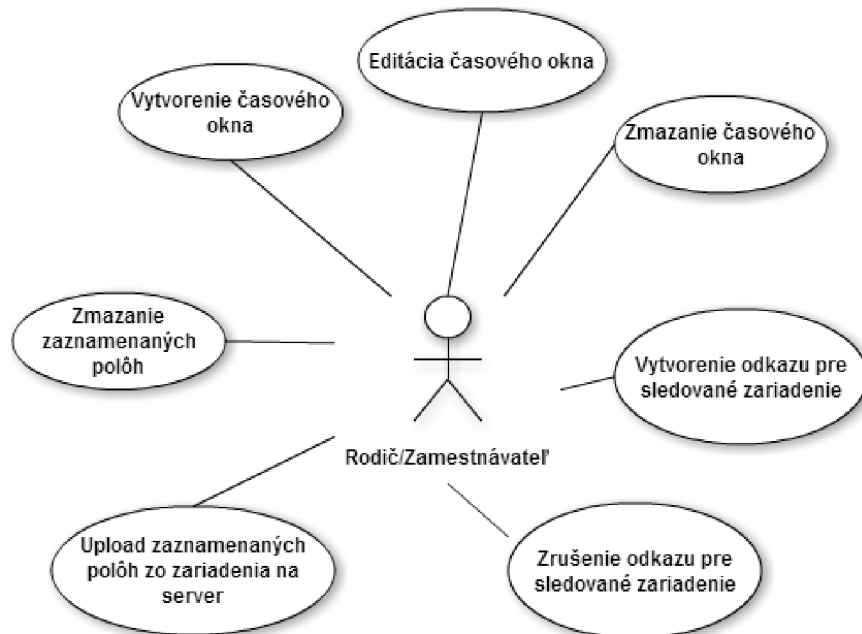 Editácia časového okna
Vytvorenie časového
okna
Zmazanie časového
okna
Zmazanie
zaznamenaných
polôh
Vytvorenie odkazu pre
sledované zariadenie
Rodič/Zamestnávateľ
Upload zaznamenaných
polôh zo zariadenia na
server
Zrušenie odkazu pre
sledované zariadenie